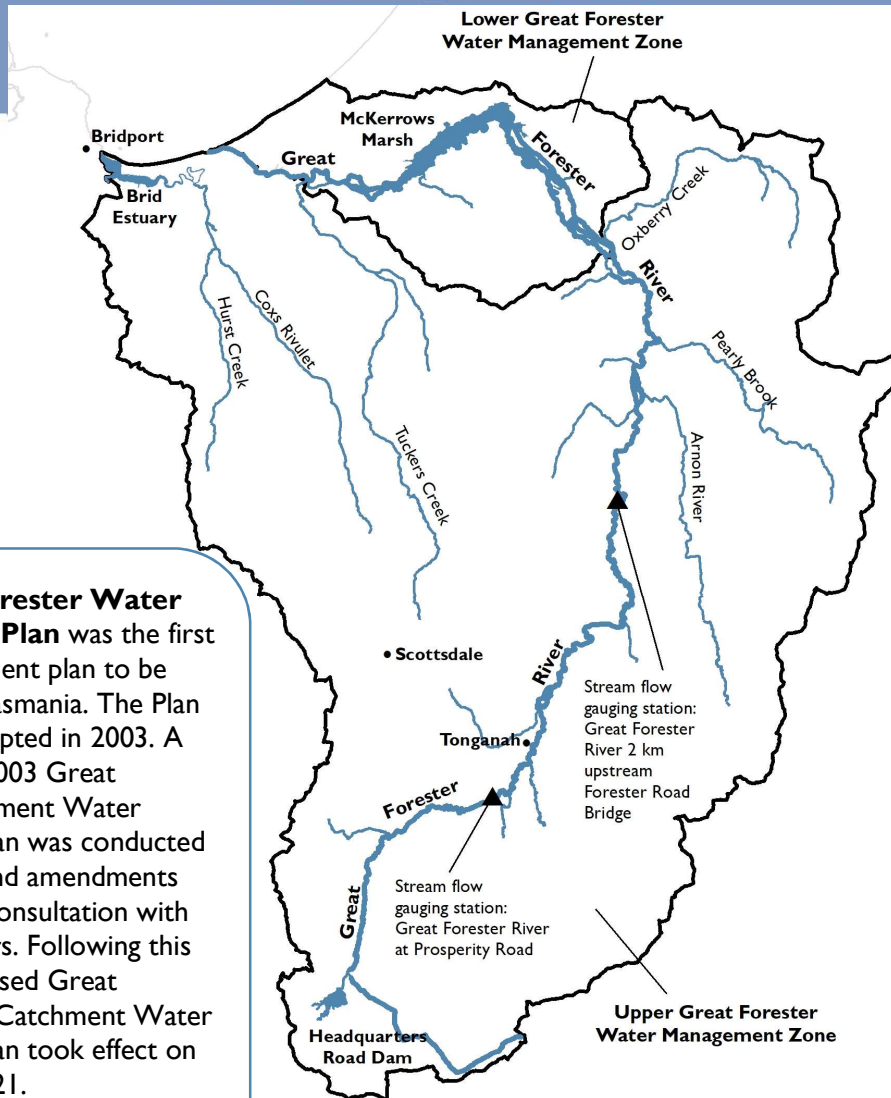 Lower Great Forester
Water Management Zone
McKerrows
Marsh
Bridport
Great
Forester
Brid
Estuary
Oxberry Creek
River
Hurst Creek
Coxs Rivulet
Pearly Brook
Tuckers Creek
Arnon River
Scottsdale
River
Stream flow
gauging station:
Great Forester
River 2 km
upstream
Forester Road
Bridge
Tonganah
Forester
Great
Stream flow
gauging station:
Great Forester River
at Prosperity Road
Headquarters
Road Dam
Upper Great Forester
Water Management Zone
rester Water
Plan was the first
ent plan to be
asmania. The Plan
pted in 2003. A
003 Great
ment Water
an was conducted
nd amendments
onsultation with
rs. Following this
sed Great
Catchment Water
an took effect on
21.